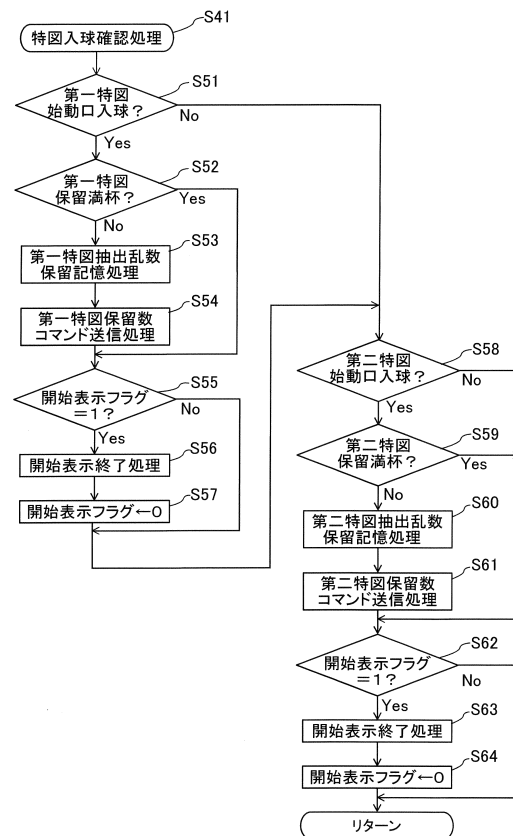 特図入球確認処理
S41
第一特図
始動口入球？
S51
No
Yes
第一特図
保留満杯？
S52
Yes
No
第一特図抽出乱数
保留記憶処理
S53
第一特図保留数
コマンド送信処理
S54
開始表示フラグ
＝１？
S55
No
Yes
開始表示終了処理
S56
開始表示フラグ←0
S57
第二特図
始動口入球？
S58
No
Yes
第二特図
保留満杯？
S59
Yes
No
第二特図抽出乱数
保留記憶処理
S60
第二特図保留数
コマンド送信処理
S61
開始表示フラグ
＝１？
S62
No
Yes
開始表示終了処理
S63
開始表示フラグ←0
S64
リターン